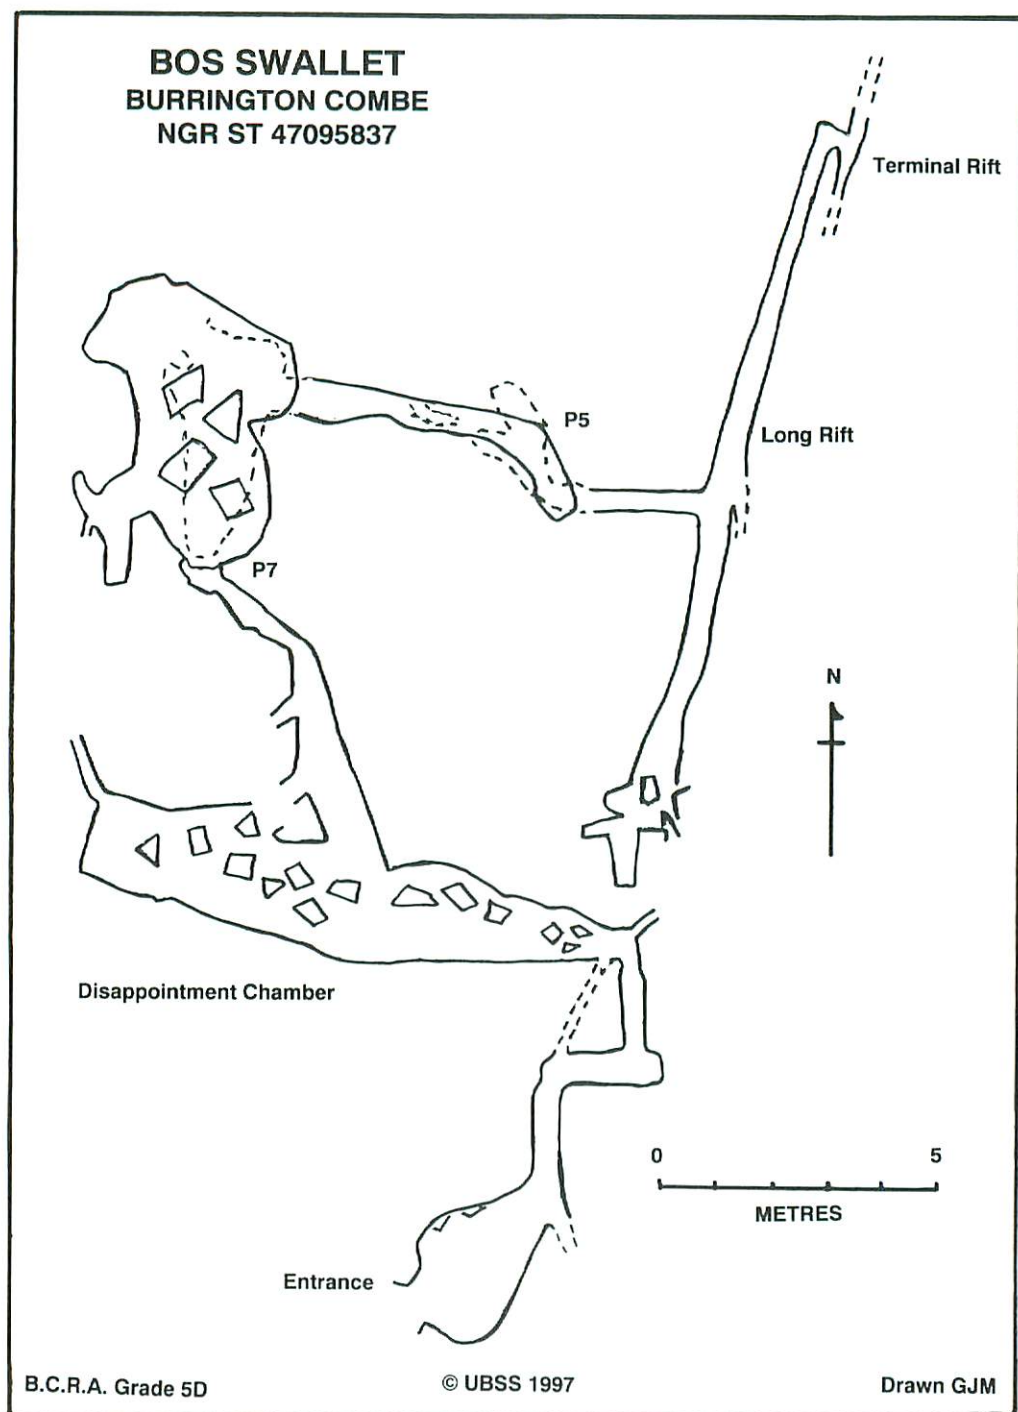 BOS SWALLET
BURRINGTON COMBE
NGR ST 47095837
Terminal Rift
P5
Long Rift
P7
N
Disappointment Chamber
0 5
METRES
Entrance
B.C.R.A. Grade 5D
© UBSS 1997
Drawn GJM